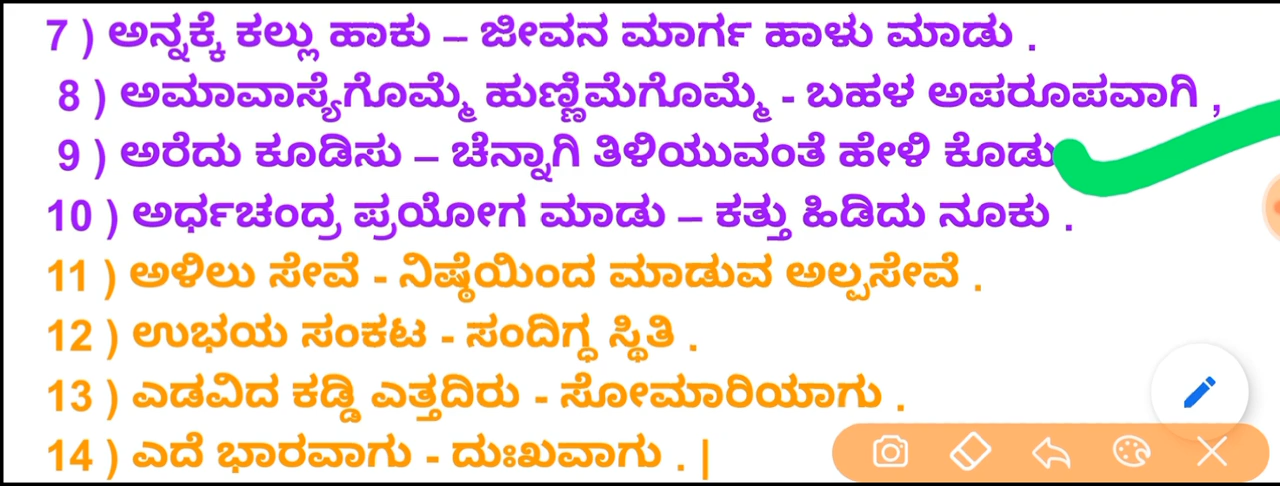 7 ) ಅನ್ನಕ್ಕೆ ಕಲ್ಲು ಹಾಕು – ಜೀವನ ಮಾರ್ಗ ಹಾಳು ಮಾಡು .
8 ) ಅಮಾವಾಸ್ಯೆಗೊಮ್ಮೆ ಹುಣ್ಣಿಮೆಗೊಮ್ಮೆ - ಬಹಳ ಅಪರೂಪವಾಗಿ ,
9 ) ಅರೆದು ಕೂಡಿಸು – ಚೆನ್ನಾಗಿ ತಿಳಿಯುವಂತೆ ಹೇಳಿ ಕೊಡು
10 ) ಅರ್ಧಚಂದ್ರ ಪ್ರಯೋಗ ಮಾಡು – ಕತ್ತು ಹಿಡಿದು ನೂಕು .
11 ) ಅಳಿಲು ಸೇವೆ - ನಿಷ್ಠೆಯಿಂದ ಮಾಡುವ ಅಲ್ಪಸೇವೆ .
12 ) ಉಭಯ ಸಂಕಟ - ಸಂದಿಗ್ಧ ಸ್ಥಿತಿ .
13 ) ಎಡವಿದ ಕಡ್ಡಿ ಎತ್ತದಿರು - ಸೋಮಾರಿಯಾಗು .
14 ) ಎದೆ ಭಾರವಾಗು - ದುಃಖವಾಗು .